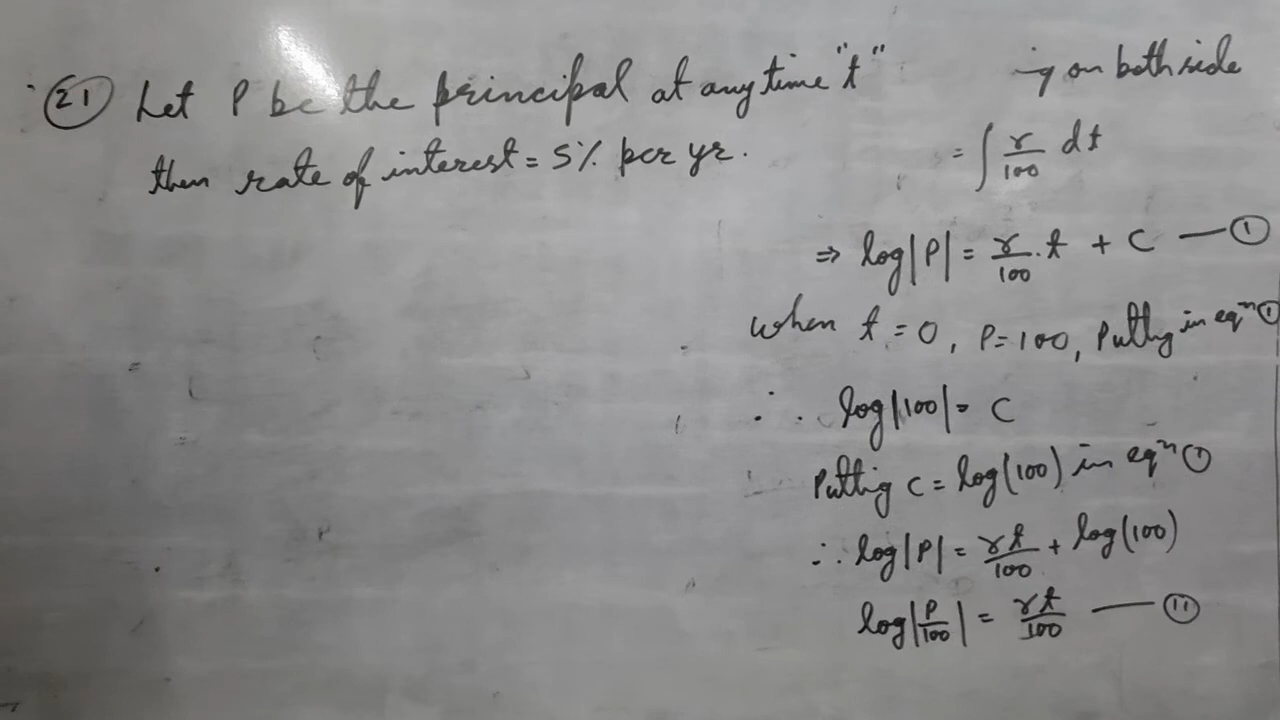 (21) Let P be the principal at any time "t"
then rate of interest = 5% per yr.
g on both side
= ∫ r/100 dt
⇒ log|P| = r/100 . t + C — (1)
when t = 0, P = 100, Putting in eqn (1)
∴ log|100| = C
Putting C = log(100) in eqn (1)
∴ log|P| = rt/100 + log(100)
log|P/100| = rt/100 — (11)